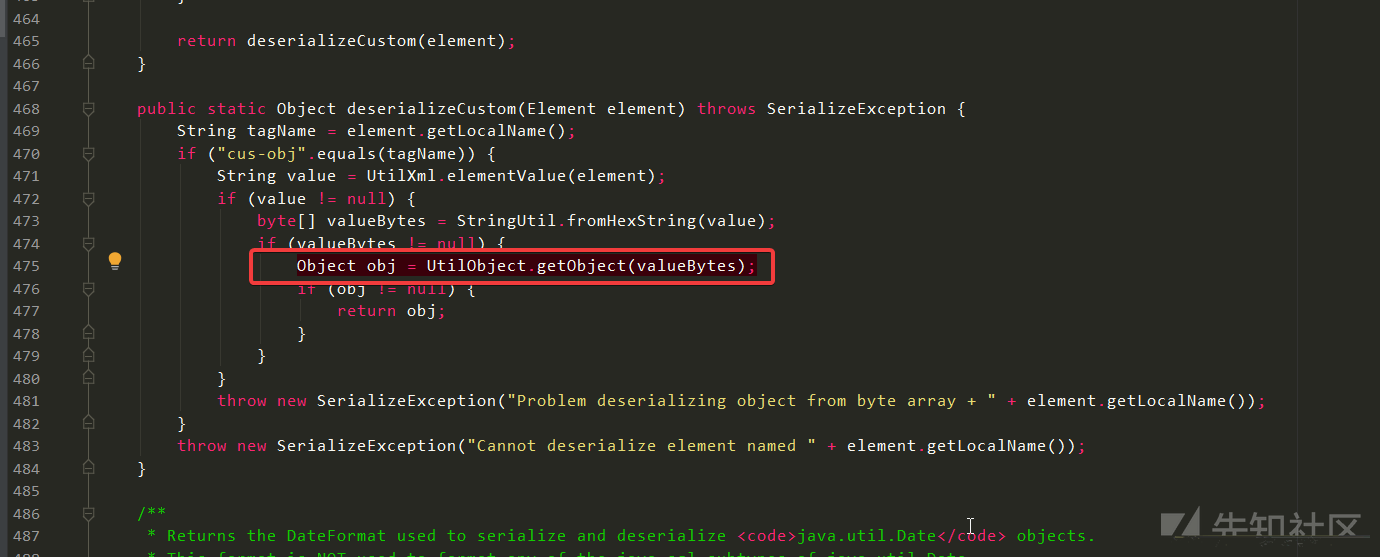 464
465 return deserializeCustom(element);
466 }
467
468 public static Object deserializeCustom(Element element) throws SerializeException {
469 String tagName = element.getLocalName();
470 if ("cus-obj".equals(tagName)) {
471 String value = UtilXml.elementValue(element);
472 if (value != null) {
473 byte[] valueBytes = StringUtil.fromHexString(value);
474 if (valueBytes != null) {
475 Object obj = UtilObject.getObject(valueBytes);
476 if (obj != null) {
477 return obj;
478 }
479 }
480 }
481 throw new SerializeException("Problem deserializing object from byte array + " + element.getLocalName());
482 }
483 throw new SerializeException("Cannot deserialize element named " + element.getLocalName());
484 }
485
486 /**
487 * Returns the DateFormat used to serialize and deserialize <code>java.util.Date</code> objects.
先知社区